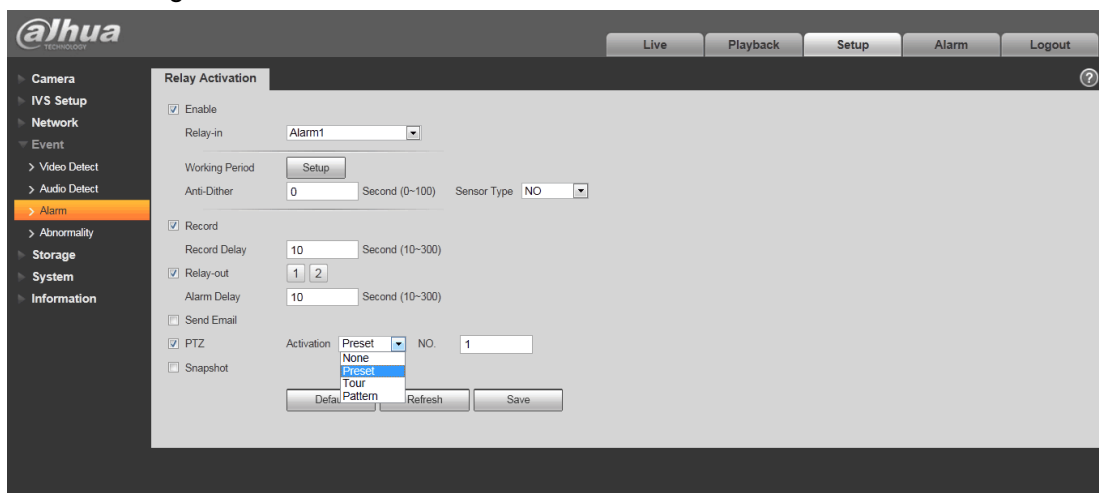 alhua
TECHNOLOGY
Live Playback Setup Alarm Logout
Camera
IVS Setup
Network
Event
> Video Detect
> Audio Detect
> Alarm
> Abnormality
Storage
System
Information
Relay Activation ?
Enable
Relay-in Alarm1
Working Period Setup
Anti-Dither 0 Second (0~100) Sensor Type NO
Record
Record Delay 10 Second (10~300)
Relay-out 1 2
Alarm Delay 10 Second (10~300)
Send Email
PTZ Activation Preset NO. 1
None
Preset
Tour
Pattern
Snapshot
Refresh Save